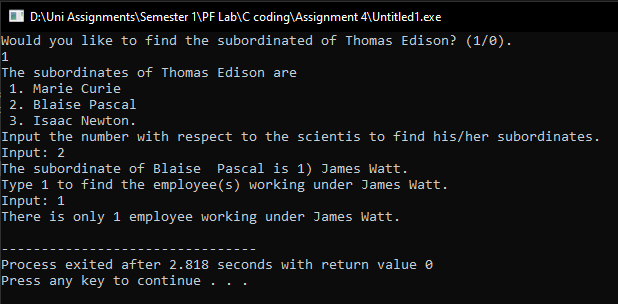 D:\Uni Assignments\Semester 1\PF Lab\C coding\Assignment 4\Untitled1.exe
Would you like to find the subordinated of Thomas Edison? (1/0).
1
The subordinates of Thomas Edison are
1. Marie Curie
2. Blaise Pascal
3. Isaac Newton.
Input the number with respect to the scientis to find his/her subordinates.
Input: 2
The subordinate of Blaise  Pascal is 1) James Watt.
Type 1 to find the employee(s) working under James Watt.
Input: 1
There is only 1 employee working under James Watt.
--------------------------------
Process exited after 2.818 seconds with return value 0
Press any key to continue . . .